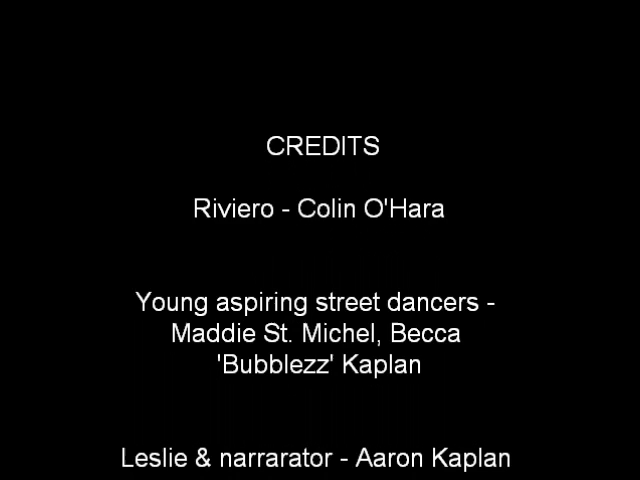 CREDITS
Riviero - Colin O'Hara
Young aspiring street dancers -
Maddie St. Michel, Becca
'Bubblezz' Kaplan
Leslie & narrarator - Aaron Kaplan